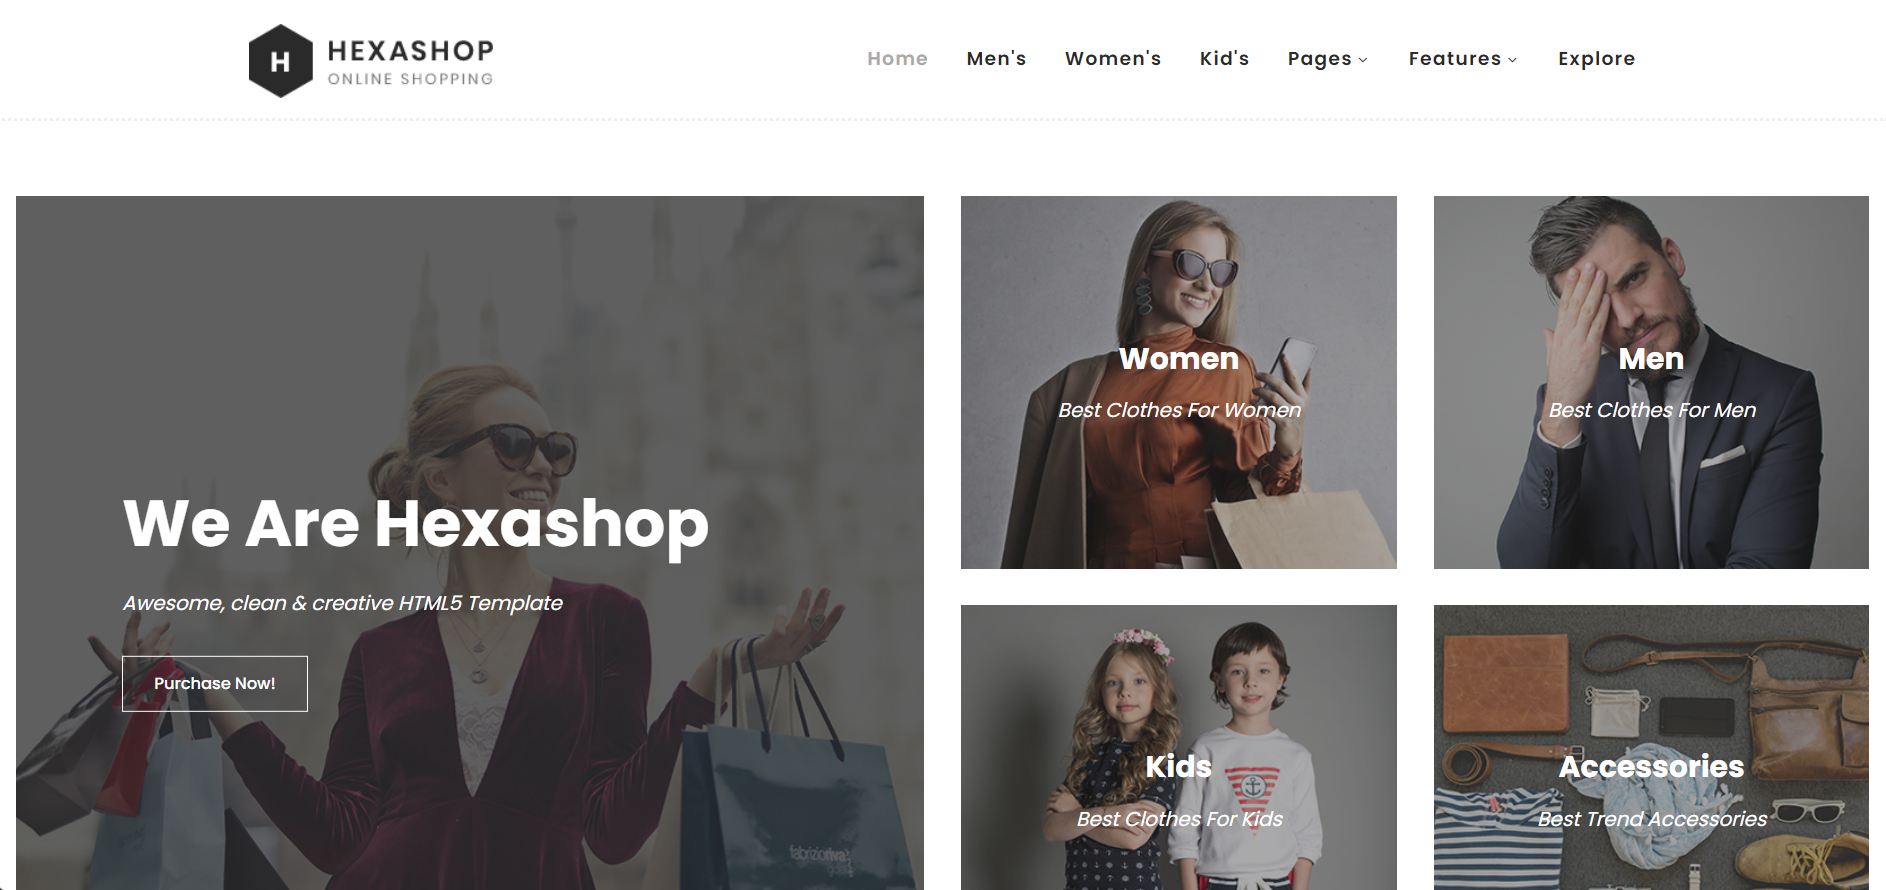 H
HEXASHOP
ONLINE SHOPPING
Home
Men's
Women's
Kid's
Pages
Features
Explore
We Are Hexashop
Awesome, clean & creative HTML5 Template
Purchase Now!
Women
Best Clothes For Women
Men
Best Clothes For Men
Kids
Best Clothes For Kids
Accessories
Best Trend Accessories